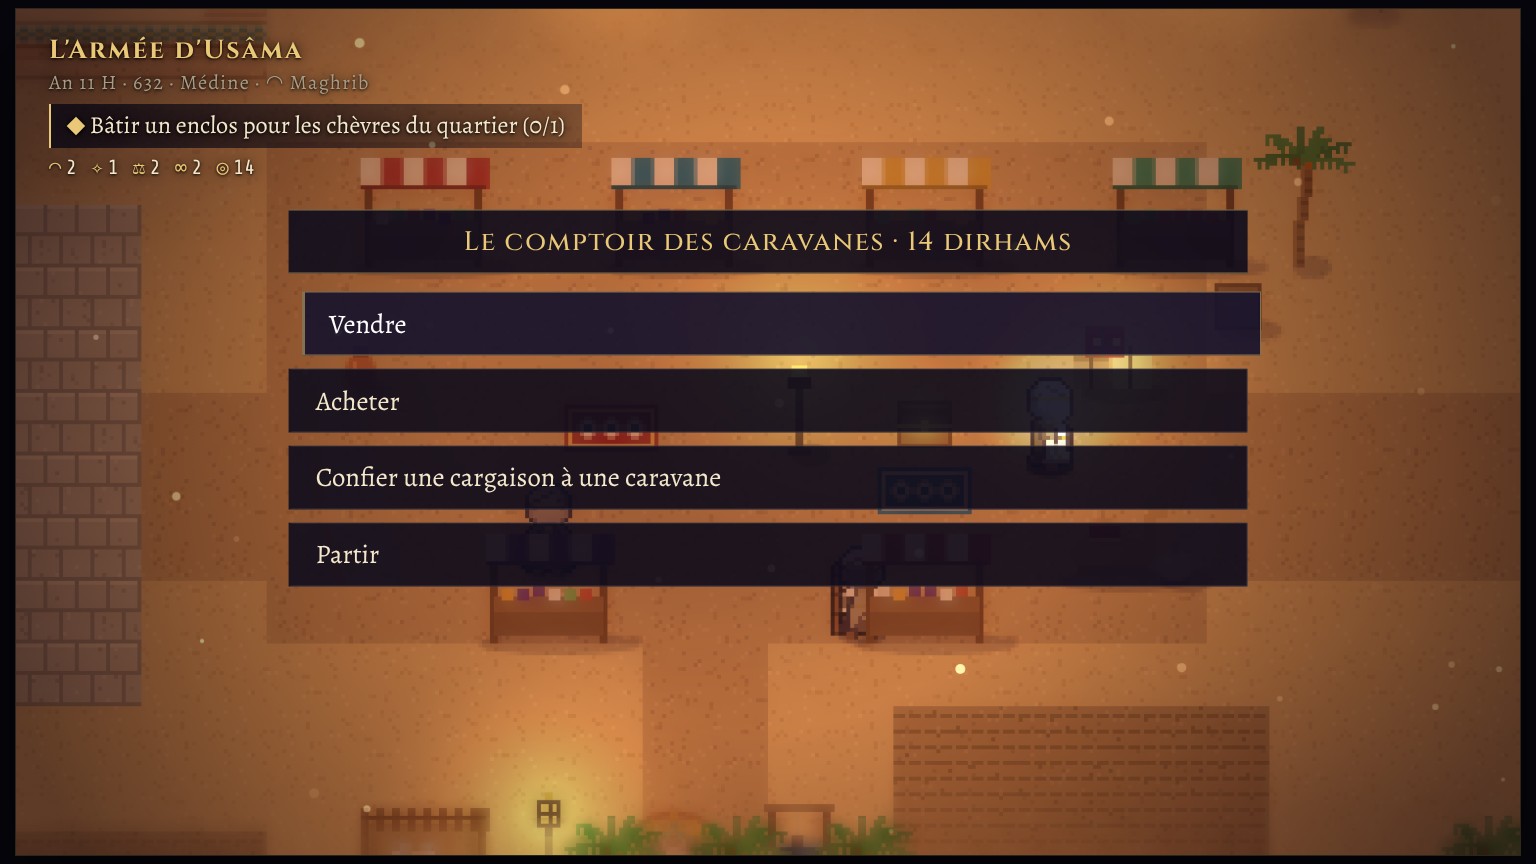 L'Armée d'Usâma
An 11 H · 632 · Médine · ◠ Maghrib
◆ Bâtir un enclos pour les chèvres du quartier (0/1)
◠ 2 ✧ 1 ⚖ 2 ∞ 2 ◎ 14
Le comptoir des caravanes · 14 dirhams
Vendre
Acheter
Confier une cargaison à une caravane
Partir